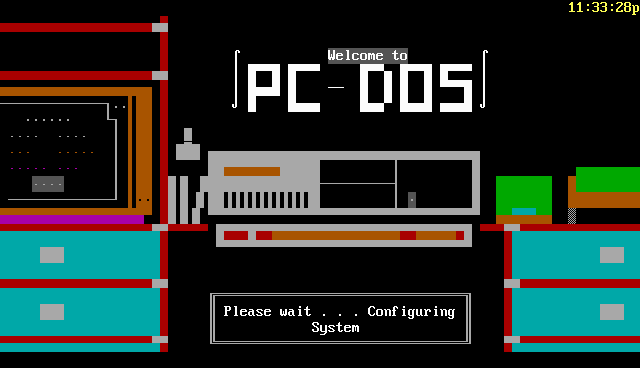 11:33:28p
Welcome to
PC-DOS
Please wait . . . Configuring
System